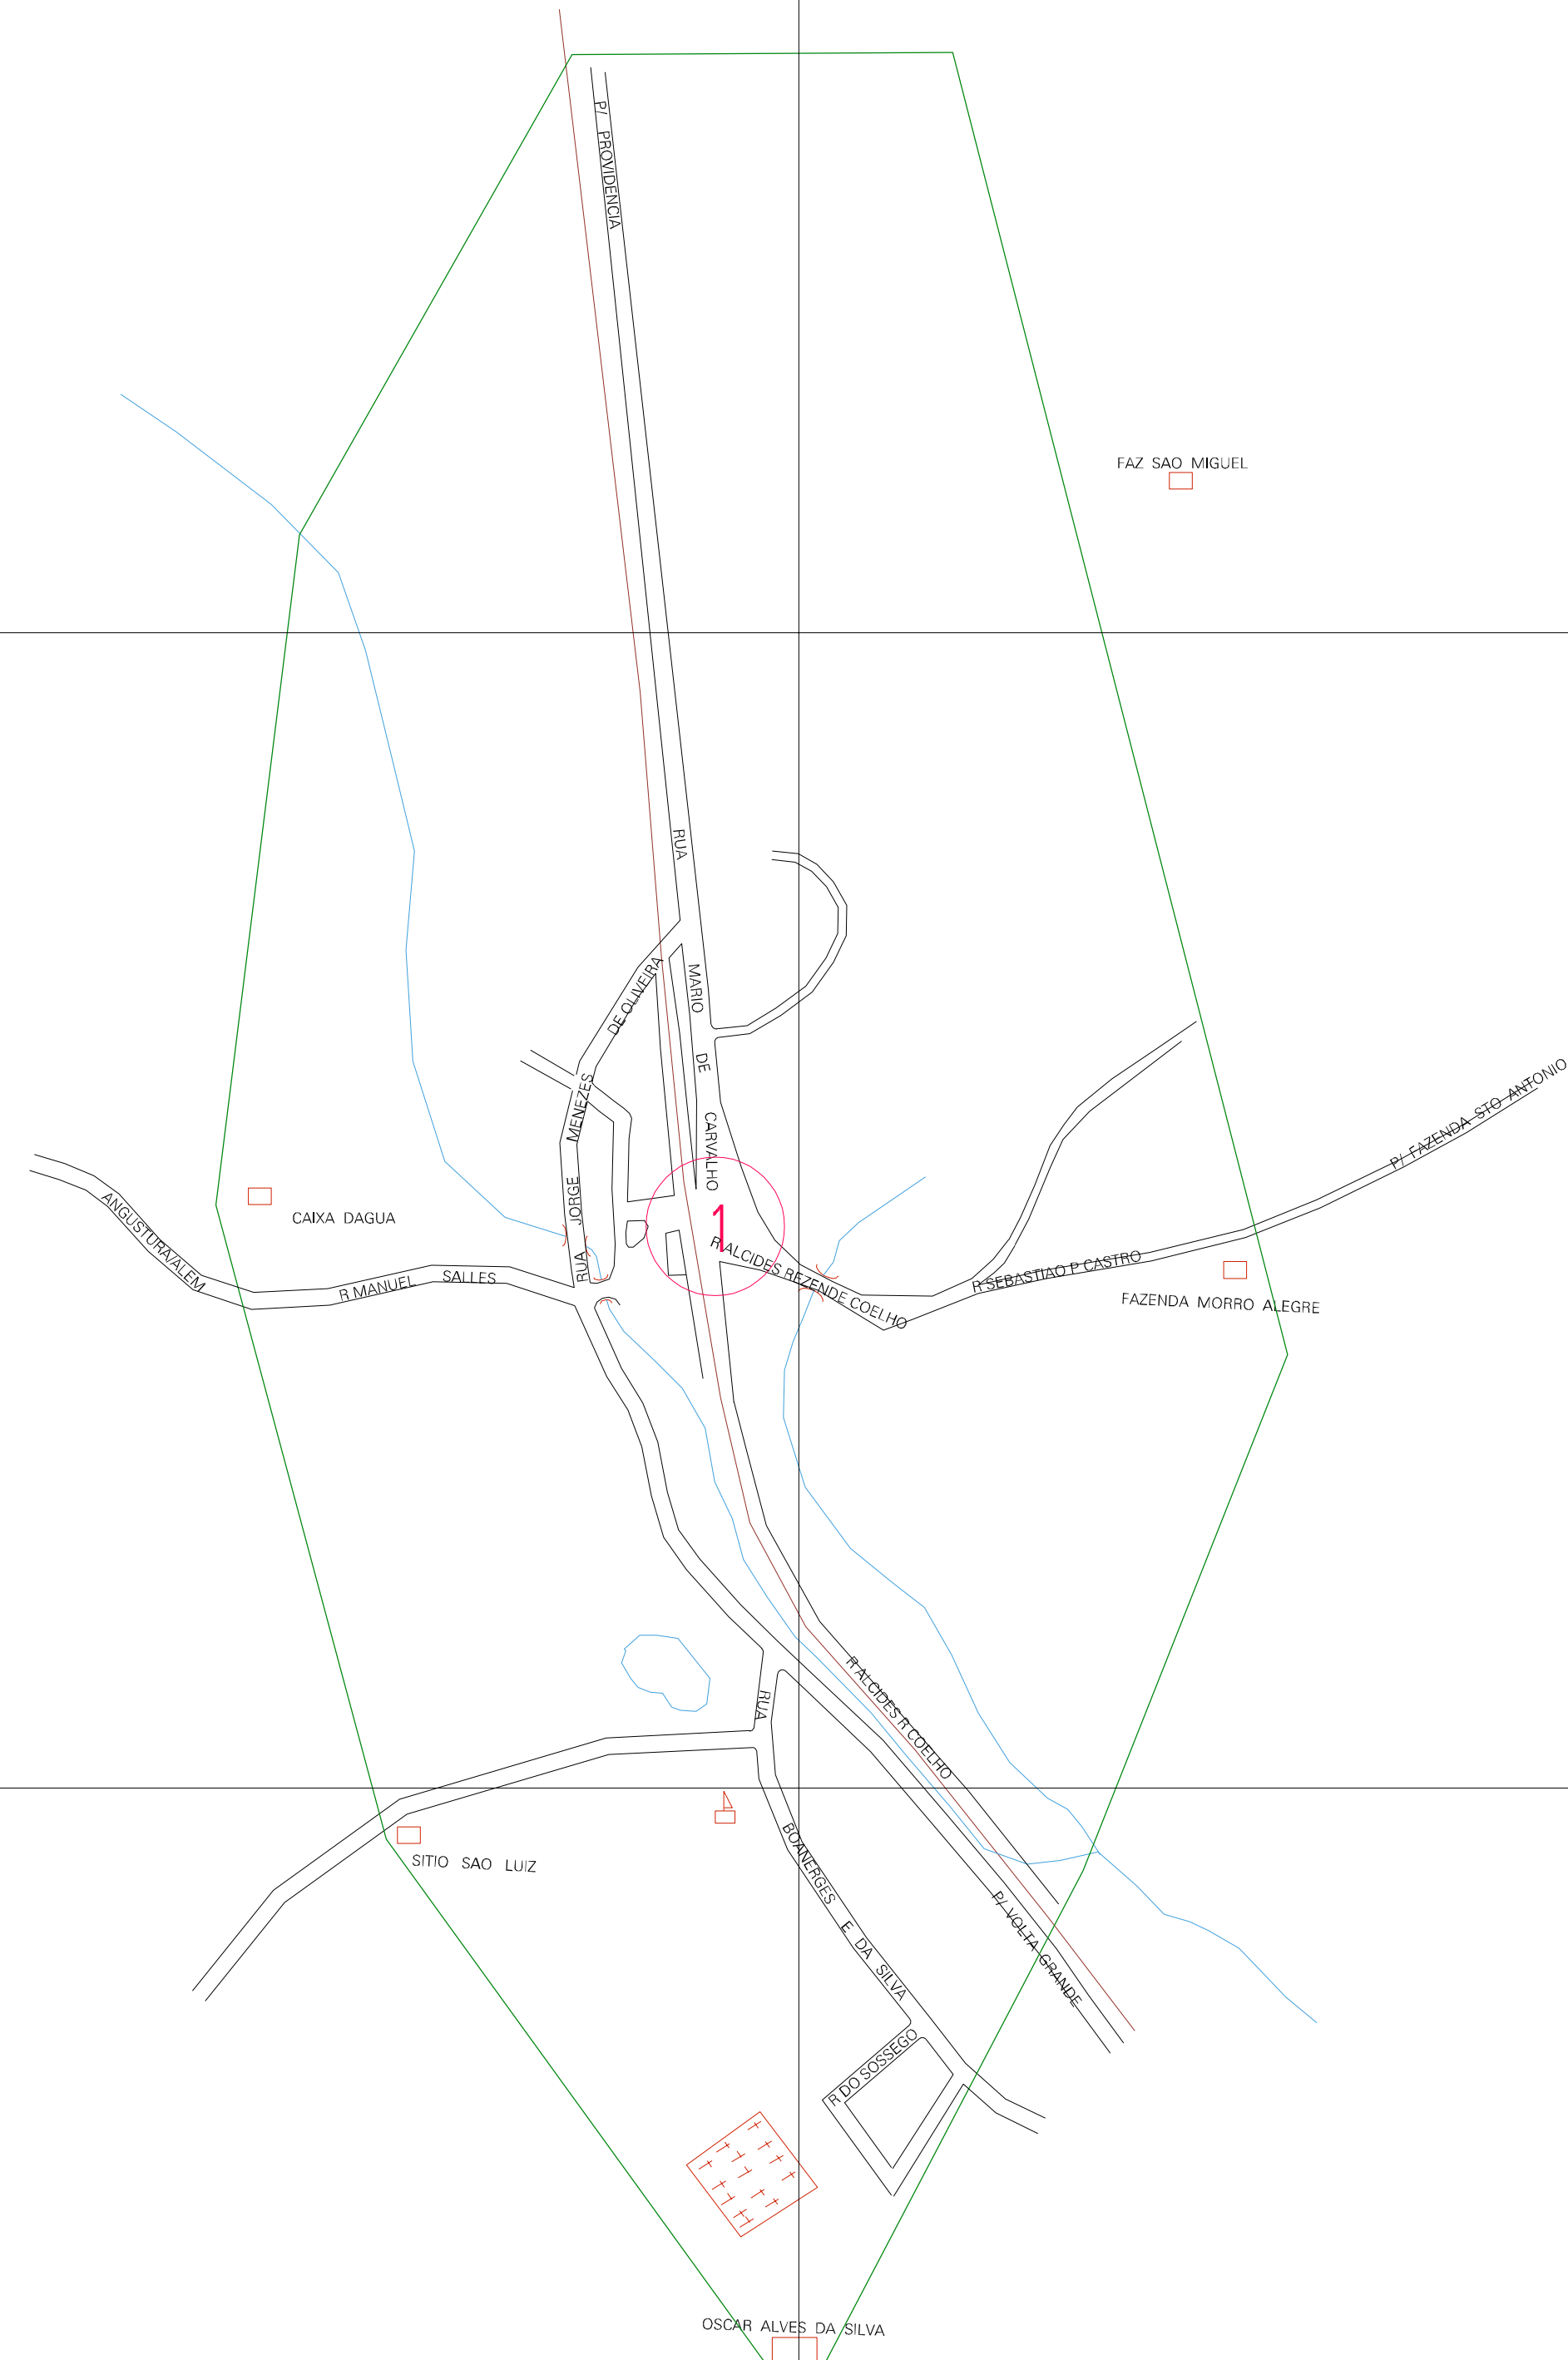 P/ PROVIDENCIA
FAZ SAO MIGUEL
RUA MARIO DE CARVALHO
RUA JORGE MENEZES DE OLIVEIRA
P/ FAZENDA STO ANTONIO
ANGUSTURA/ALEM
CAIXA DAGUA
1
R ALCIDES REZENDE COELHO
R SEBASTIAO P CASTRO
R MANUEL SALLES
FAZENDA MORRO ALEGRE
R ALCIDES R COELHO
RUA BOANERGES E DA SILVA
SITIO SAO LUIZ
P/ VOLTA GRANDE
R DO SOSSEGO
OSCAR ALVES DA SILVA